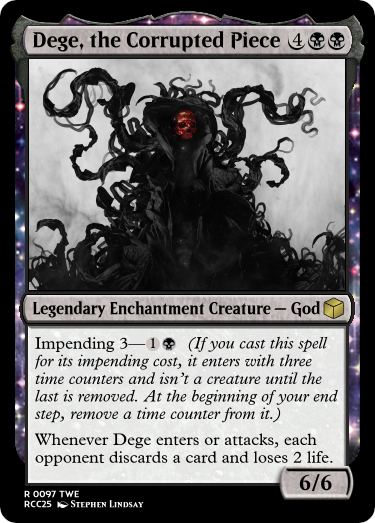 Dege, the Corrupted Piece 4
Legendary Enchantment Creature — God
Impending 3—1 (If you cast this spell
for its impending cost, it enters with three
time counters and isn't a creature until the
last is removed. At the beginning of your end
step, remove a time counter from it.)
Whenever Dege enters or attacks, each
opponent discards a card and loses 2 life.
6/6
R 0097 TWE
RCC25 Stephen Lindsay